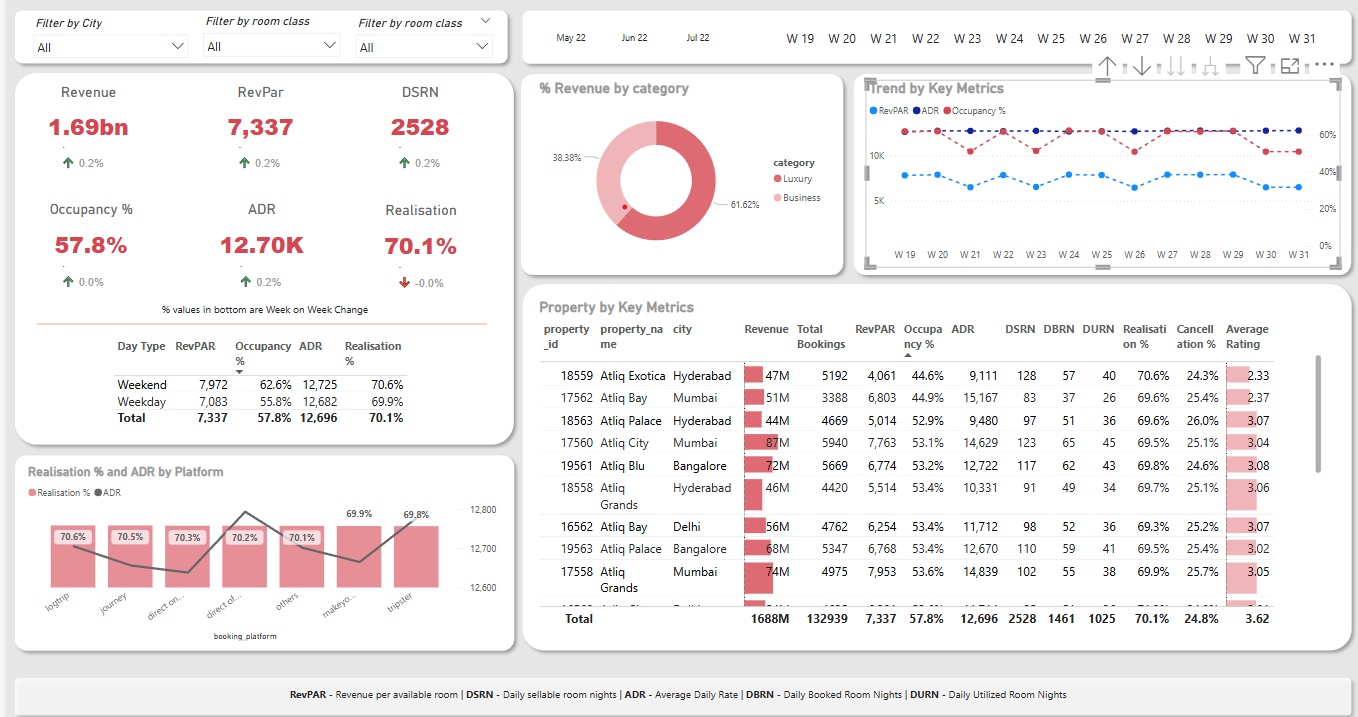 Filter by City
Filter by room class
Filter by room class
All
All
All
May 22 Jun 22 Jul 22
W 19 W 20 W 21 W 22 W 23 W 24 W 25 W 26 W 27 W 28 W 29 W 30 W 31
Revenue RevPar DSRN
1.69bn 7,337 2528
0.2% 0.2% 0.2%
Occupancy % ADR Realisation
57.8% 12.70K 70.1%
0.0% 0.2% -0.0%
% values in bottom are Week on Week Change
Day Type RevPAR Occupancy % ADR Realisation %
Weekend 7,972 62.6% 12,725 70.6%
Weekday 7,083 55.8% 12,682 69.9%
Total 7,337 57.8% 12,696 70.1%
Realisation % and ADR by Platform
Realisation % ADR
70.6% 70.5% 70.3% 70.2% 70.1% 69.9% 69.8%
12,800
12,700
12,600
logtrip journey direct on... direct of... others makeyo... tripster
booking_platform
% Revenue by category
38.38%
61.62%
category
Luxury
Business
Trend by Key Metrics
RevPAR ADR Occupancy %
10K
5K
60%
40%
20%
0%
W 19 W 20 W 21 W 22 W 23 W 24 W 25 W 26 W 27 W 28 W 29 W 30 W 31
Property by Key Metrics
property_id property_name city Revenue Total Bookings RevPAR Occupancy % ADR DSRN DBRN DURN Realisation % Cancellation % Average Rating
18559 Atliq Exotica Hyderabad 47M 5192 4,061 44.6% 9,111 128 57 40 70.6% 24.3% 2.33
17562 Atliq Bay Mumbai 51M 3388 6,803 44.9% 15,167 83 37 26 69.6% 25.4% 2.37
18563 Atliq Palace Hyderabad 44M 4669 5,014 52.9% 9,480 97 51 36 69.6% 26.0% 3.07
17560 Atliq City Mumbai 87M 5940 7,763 53.1% 14,629 123 65 45 69.5% 25.1% 3.04
19561 Atliq Blu Bangalore 72M 5669 6,774 53.2% 12,722 117 62 43 69.8% 24.6% 3.08
18558 Atliq Grands Hyderabad 46M 4420 5,514 53.4% 10,331 91 49 34 69.7% 25.1% 3.06
16562 Atliq Bay Delhi 56M 4762 6,254 53.4% 11,712 98 52 36 69.3% 25.2% 3.07
19563 Atliq Palace Bangalore 68M 5347 6,768 53.4% 12,670 110 59 41 69.5% 25.4% 3.02
17558 Atliq Grands Mumbai 74M 4975 7,953 53.6% 14,839 102 55 38 69.9% 25.7% 3.05
Total 1688M 132939 7,337 57.8% 12,696 2528 1461 1025 70.1% 24.8% 3.62
RevPAR - Revenue per available room | DSRN - Daily sellable room nights | ADR - Average Daily Rate | DBRN - Daily Booked Room Nights | DURN - Daily Utilized Room Nights